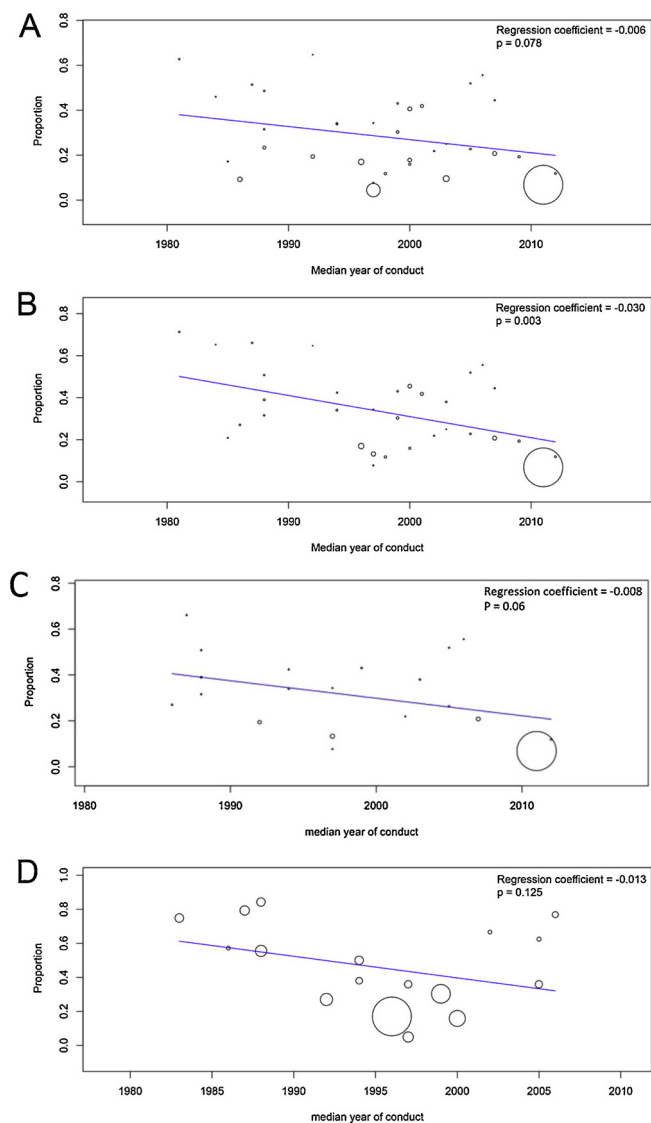 A
Regression coefficient = -0.006
p = 0.078
0.8
0.6
0.4
0.2
0.0
Proportion
1980 1990 2000 2010
Median year of conduct
B
Regression coefficient = -0.030
p = 0.003
0.8
0.6
0.4
0.2
0.0
Proportion
1980 1990 2000 2010
Median year of conduct
C
Regression coefficient = -0.008
P = 0.06
0.8
0.6
0.4
0.2
0.0
Proportion
1980 1990 2000 2010
median year of conduct
D
Regression coefficient = -0.013
p = 0.125
1.0
0.8
0.6
0.4
0.2
0.0
Proportion
1980 1985 1990 1995 2000 2005 2010
median year of conduct